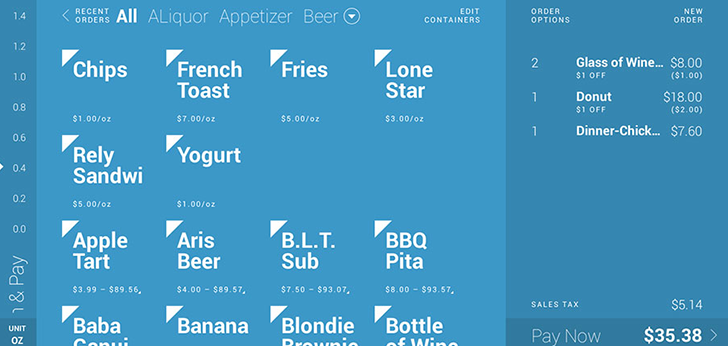 1.4
1.2
1.0
0.8
0.6
0.4
0.2
0.0
& Pay
UNIT
OZ
RECENT
ORDERS
All ALiquor Appetizer Beer
EDIT
CONTAINERS
Chips
$1.00/oz
French
Toast
$7.00/oz
Fries
$5.00/oz
Lone
Star
$3.00/oz
Rely
Sandwi
$5.00/oz
Yogurt
$1.00/oz
Apple
Tart
$3.99 – $89.56
Aris
Beer
$4.00 – $89.57
B.L.T.
Sub
$7.50 – $93.07
BBQ
Pita
$8.00 – $93.57
Baba
Banana
Blondie
Brownie
Bottle
of Wine
ORDER
OPTIONS
NEW
ORDER
2 Glass of Wine... $8.00
$1 OFF ($1.00)
1 Donut $18.00
$1 OFF ($2.00)
1 Dinner-Chick... $7.60
SALES TAX $5.14
Pay Now $35.38